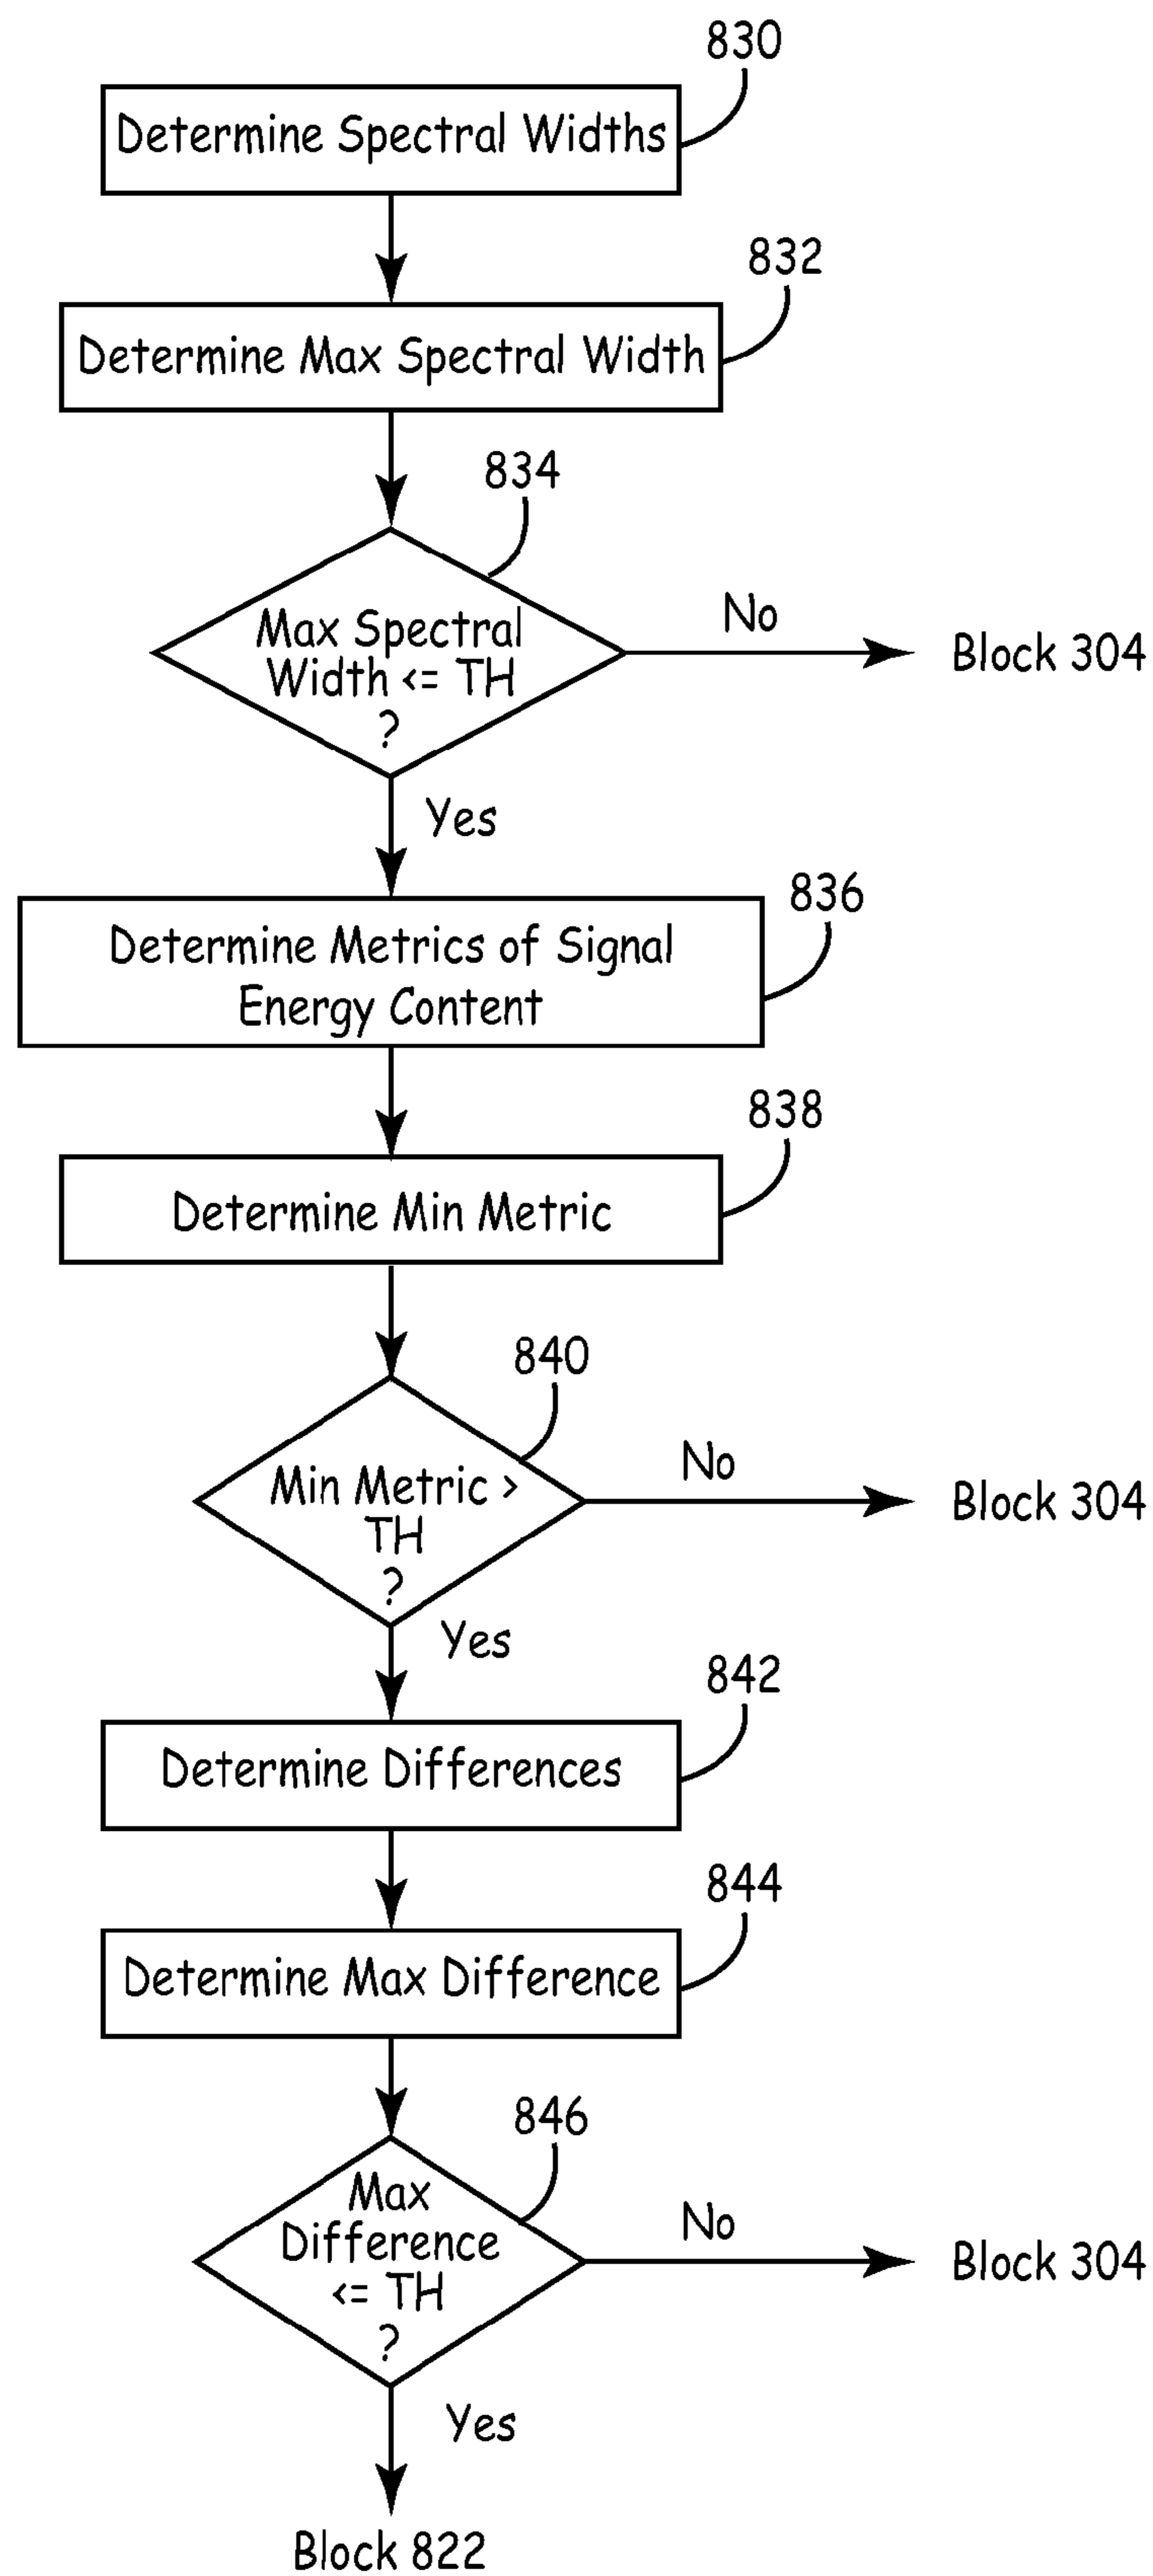 830
Determine Spectral Widths
832
Determine Max Spectral Width
834
Max Spectral
Width <= TH
?
No
Block 304
Yes
836
Determine Metrics of Signal
Energy Content
838
Determine Min Metric
840
Min Metric >
TH
?
No
Block 304
Yes
842
Determine Differences
844
Determine Max Difference
846
Max
Difference
<= TH
?
No
Block 304
Yes
Block 822